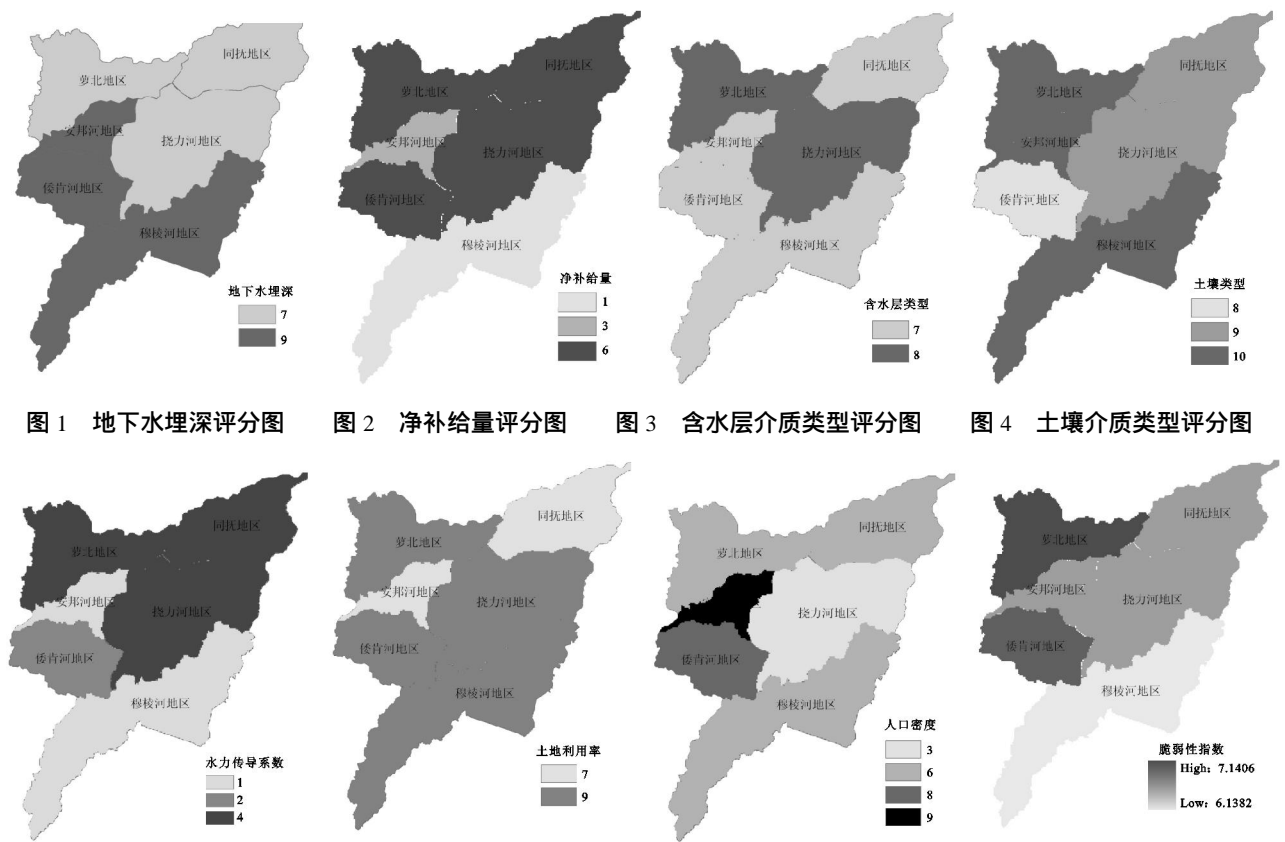 同抚地区
萝北地区
安邦河地区
挠力河地区
倭肯河地区
穆棱河地区
地下水埋深
7
9
图 1 地下水埋深评分图
同抚地区
萝北地区
安邦河地区
挠力河地区
倭肯河地区
穆棱河地区
净补给量
1
3
6
图 2 净补给量评分图
同抚地区
萝北地区
安邦河地区
挠力河地区
倭肯河地区
穆棱河地区
含水层类型
7
8
图 3 含水层介质类型评分图
同抚地区
萝北地区
安邦河地区
挠力河地区
倭肯河地区
穆棱河地区
土壤类型
8
9
10
图 4 土壤介质类型评分图
同抚地区
萝北地区
安邦河地区
挠力河地区
倭肯河地区
穆棱河地区
水力传导系数
1
2
4
同抚地区
萝北地区
安邦河地区
挠力河地区
倭肯河地区
穆棱河地区
土地利用率
7
9
同抚地区
萝北地区
挠力河地区
倭肯河地区
穆棱河地区
人口密度
3
6
8
9
同抚地区
萝北地区
安邦河地区
挠力河地区
倭肯河地区
穆棱河地区
脆弱性指数
High: 7.1406
Low: 6.1382